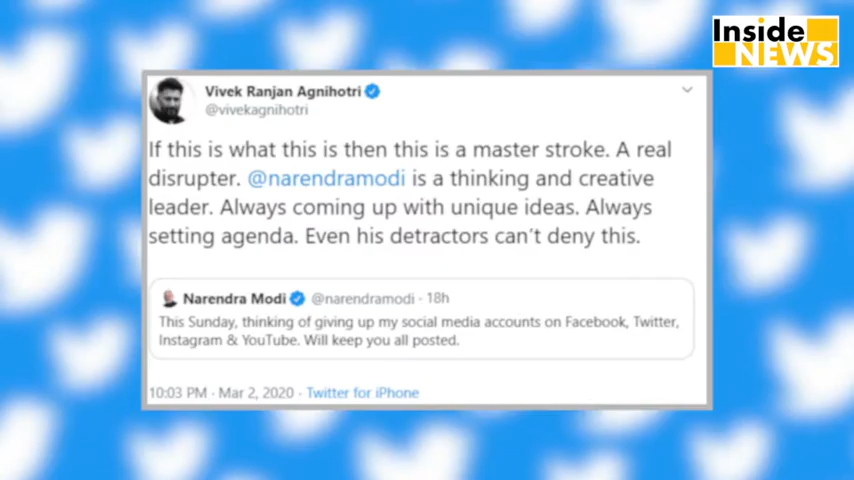 Inside
NEWS
Vivek Ranjan Agnihotri
@vivekagnihotri
If this is what this is then this is a master stroke. A real
disrupter. @narendramodi is a thinking and creative
leader. Always coming up with unique ideas. Always
setting agenda. Even his detractors can't deny this.
Narendra Modi @narendramodi · 18h
This Sunday, thinking of giving up my social media accounts on Facebook, Twitter,
Instagram & YouTube. Will keep you all posted.
10:03 PM · Mar 2, 2020 · Twitter for iPhone